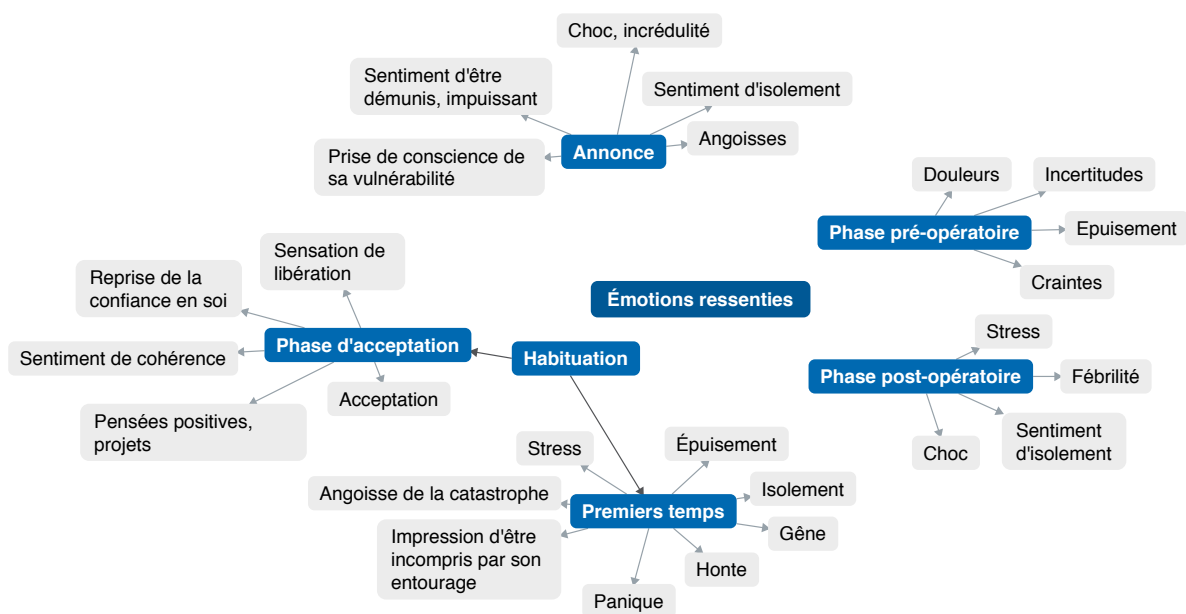 Choc, incrédulité
Sentiment d'être
démunis, impuissant
Sentiment d'isolement
Annonce
Angoisses
Prise de conscience de
sa vulnérabilité
Douleurs
Incertitudes
Phase pré-opératoire
Epuisement
Craintes
Sensation de
libération
Reprise de la
confiance en soi
Émotions ressenties
Phase d'acceptation
Sentiment de cohérence
Habituation
Acceptation
Pensées positives,
projets
Stress
Phase post-opératoire
Fébrilité
Choc
Sentiment
d'isolement
Stress
Épuisement
Angoisse de la catastrophe
Isolement
Premiers temps
Impression d'être
incompris par son
entourage
Gêne
Honte
Panique